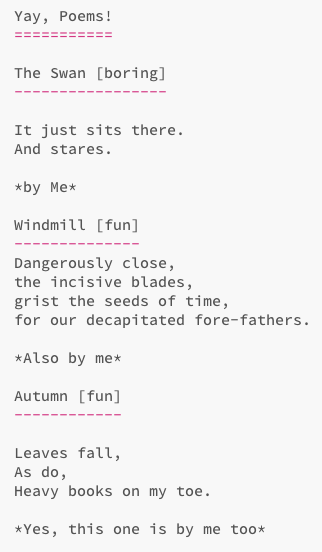 Yay, Poems!
===========
The Swan [boring]
-----------------
It just sits there.
And stares.
*by Me*
Windmill [fun]
--------------
Dangerously close,
the incisive blades,
grist the seeds of time,
for our decapitated fore-fathers.
*Also by me*
Autumn [fun]
------------
Leaves fall,
As do,
Heavy books on my toe.
*Yes, this one is by me too*